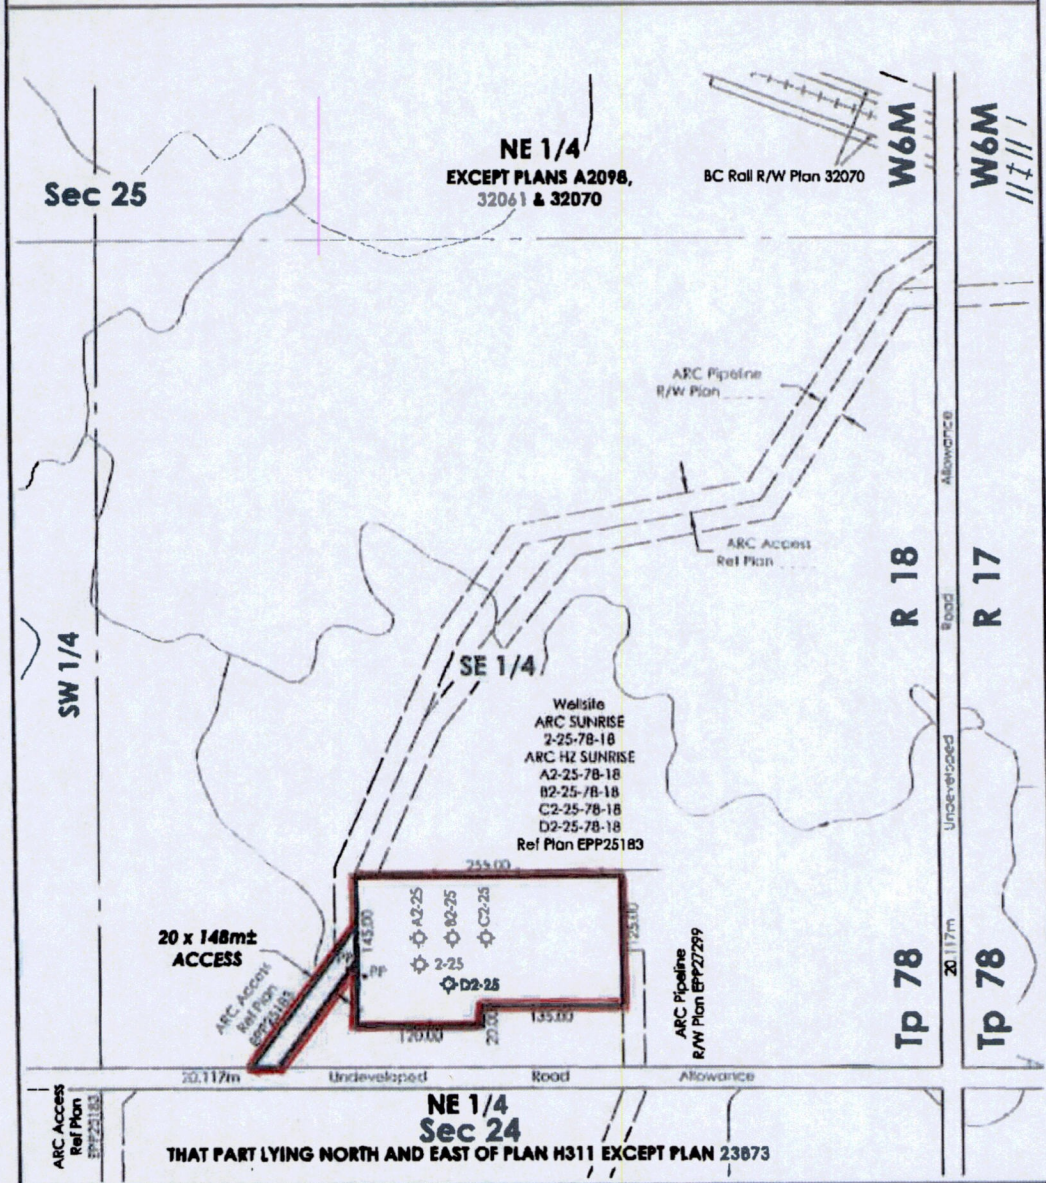 NE 1/4
EXCEPT PLANS A2098,
32061 & 32070
BC Rail R/W Plan 32070
W6M
W6M
Sec 25
ARC Pipeline
R/W Plan
ARC Access
Ref Plan
Allowance
Road
Undeveloped
20.117m
R 18
R 17
SW 1/4
SE 1/4
Wellsite
ARC SUNRISE
2-25-78-18
ARC HZ SUNRISE
A2-25-78-18
B2-25-78-18
C2-25-78-18
D2-25-78-18
Ref Plan EPP25183
255.00
145.00
125.00
A2-25
B2-25
C2-25
2-25
D2-25
PP
20 x 148m±
ACCESS
ARC Access
Ref Plan
EPP25183
120.00
20.00
135.00
ARC Pipeline
R/W Plan EPP27299
Tp 78
Tp 78
20.117m
Undeveloped
Road
Allowance
ARC Access
Ref Plan
EPP25183
NE 1/4
Sec 24
THAT PART LYING NORTH AND EAST OF PLAN H311 EXCEPT PLAN 23873